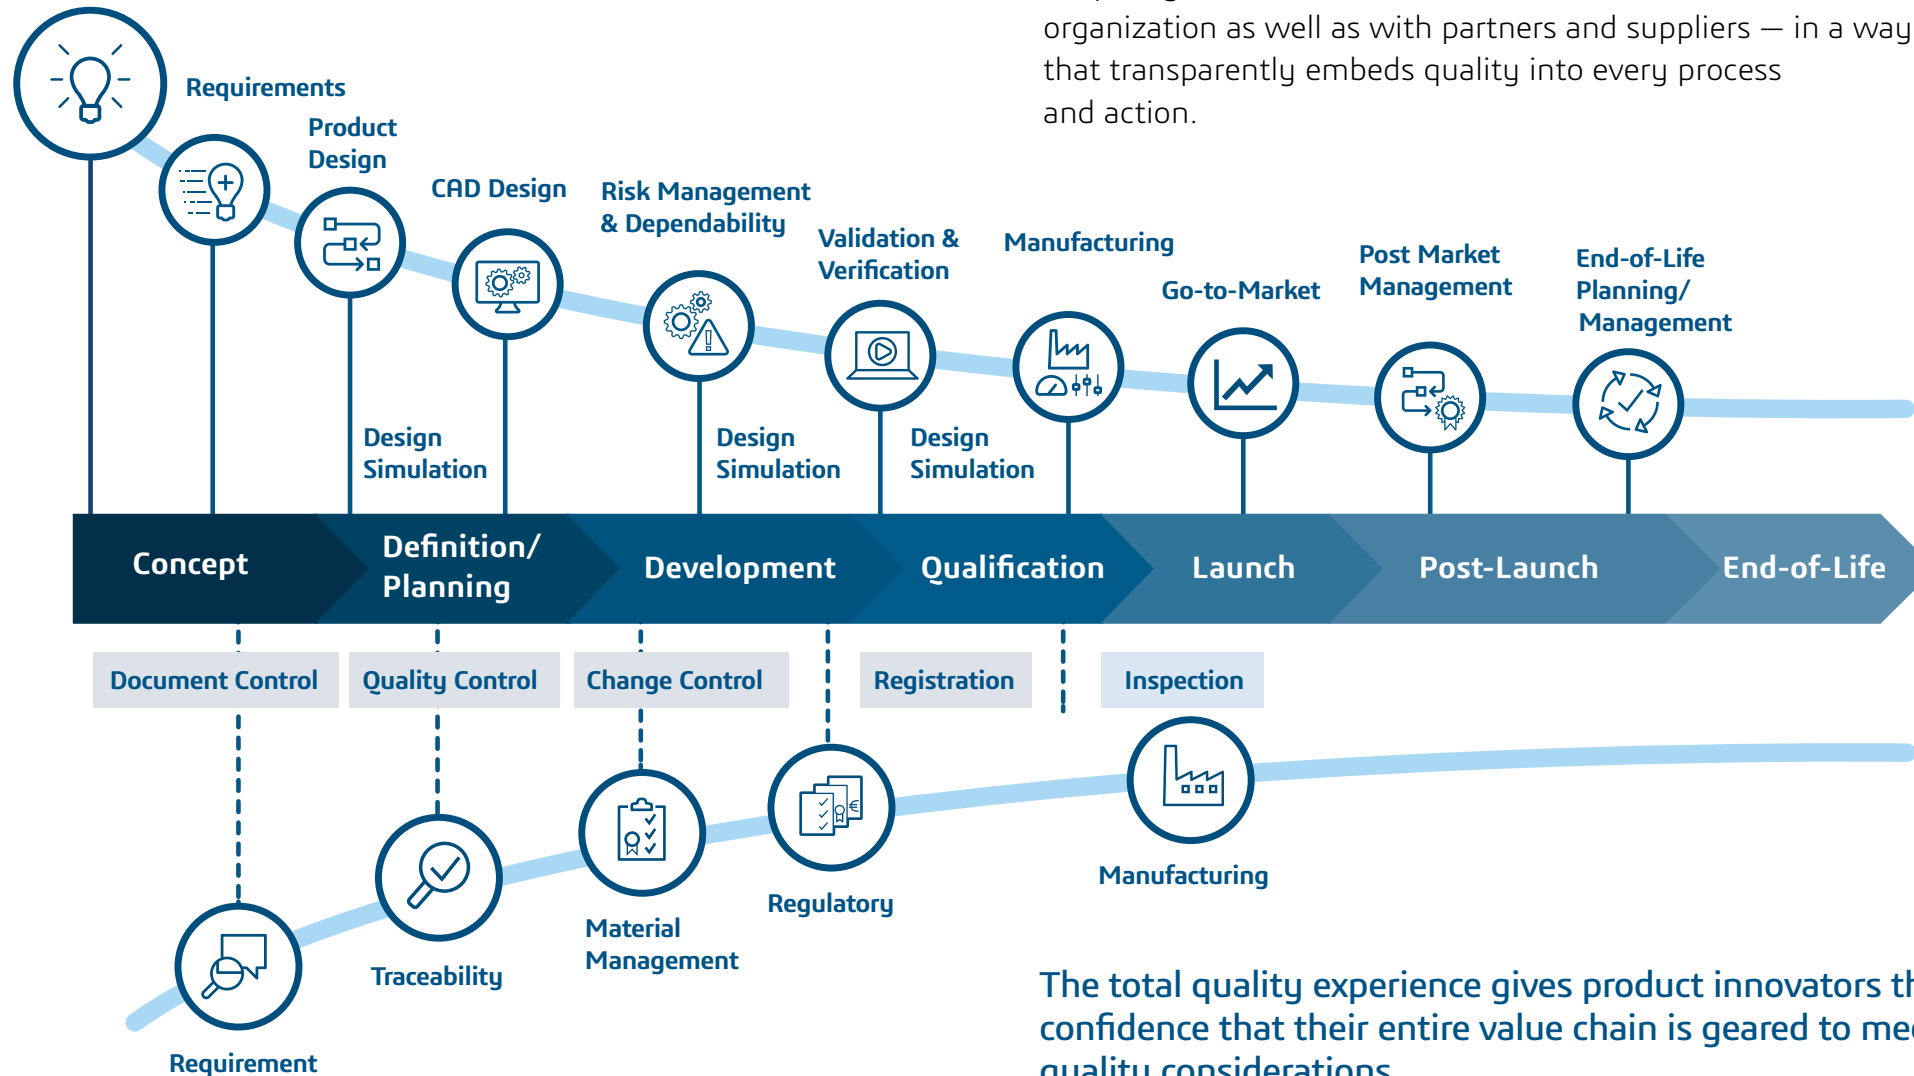 organization as well as with partners and suppliers — in a way
that transparently embeds quality into every process
and action.
Requirements
Product
Design
CAD Design
Risk Management
& Dependability
Validation &
Verification
Manufacturing
Go-to-Market
Post Market
Management
End-of-Life
Planning/
Management
Design
Simulation
Design
Simulation
Design
Simulation
Concept
Definition/
Planning
Development
Qualification
Launch
Post-Launch
End-of-Life
Document Control
Quality Control
Change Control
Registration
Inspection
Requirement
Traceability
Material
Management
Regulatory
€
Manufacturing
The total quality experience gives product innovators
confidence that their entire value chain is geared to
quality considerations